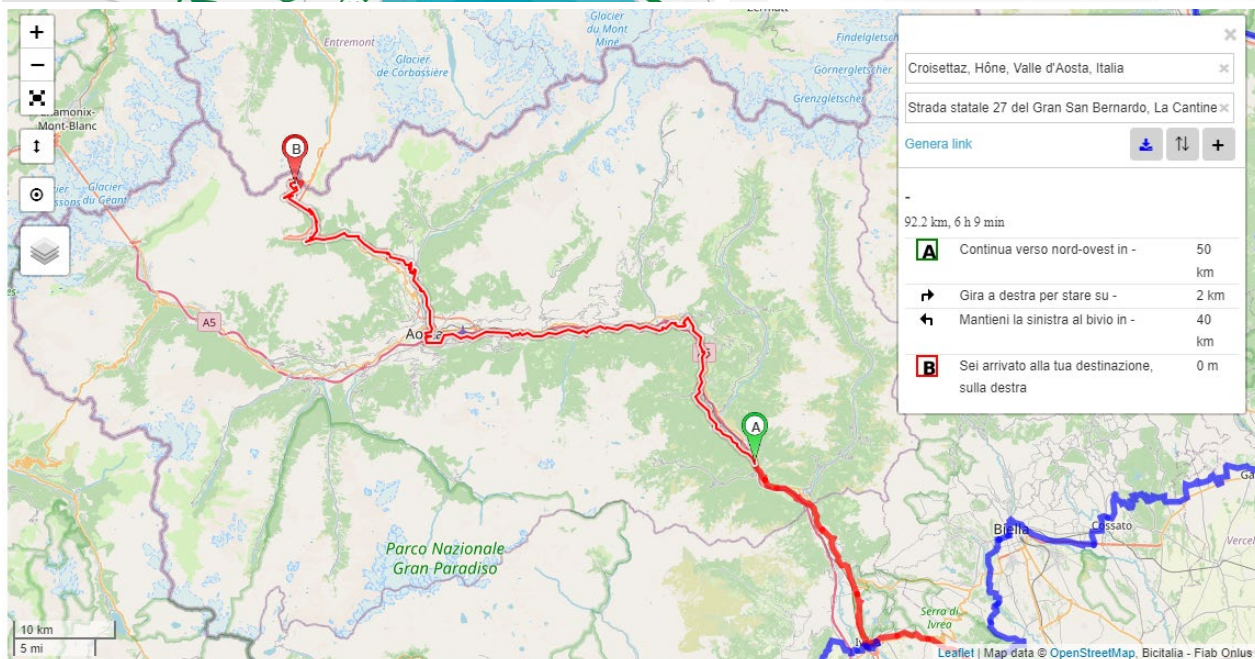 Zermatt
+
−
Entremont
Glacier
du Mont
Miné
Findelgletsc
Glacier
de Corbassière
Gornergletscher
Grenzgletscher
Chamonix-
Mont-Blanc
B
Glacier
du Géant
A5
Aosta
A
Parco Nazionale
Gran Paradiso
Biella
Cossato
Ga
Vercel
Serra di
Ivrea
10 km
5 mi
×
Croisettaz, Hône, Valle d'Aosta, Italia ×
Strada statale 27 del Gran San Bernardo, La Cantine ×
Genera link
+
-
92.2 km, 6 h 9 min
A Continua verso nord-ovest in - 50
km
Gira a destra per stare su - 2 km
Mantieni la sinistra al bivio in - 40
km
B Sei arrivato alla tua destinazione, 0 m
sulla destra
Leaflet | Map data © OpenStreetMap, Bicitalia - Fiab Onlus